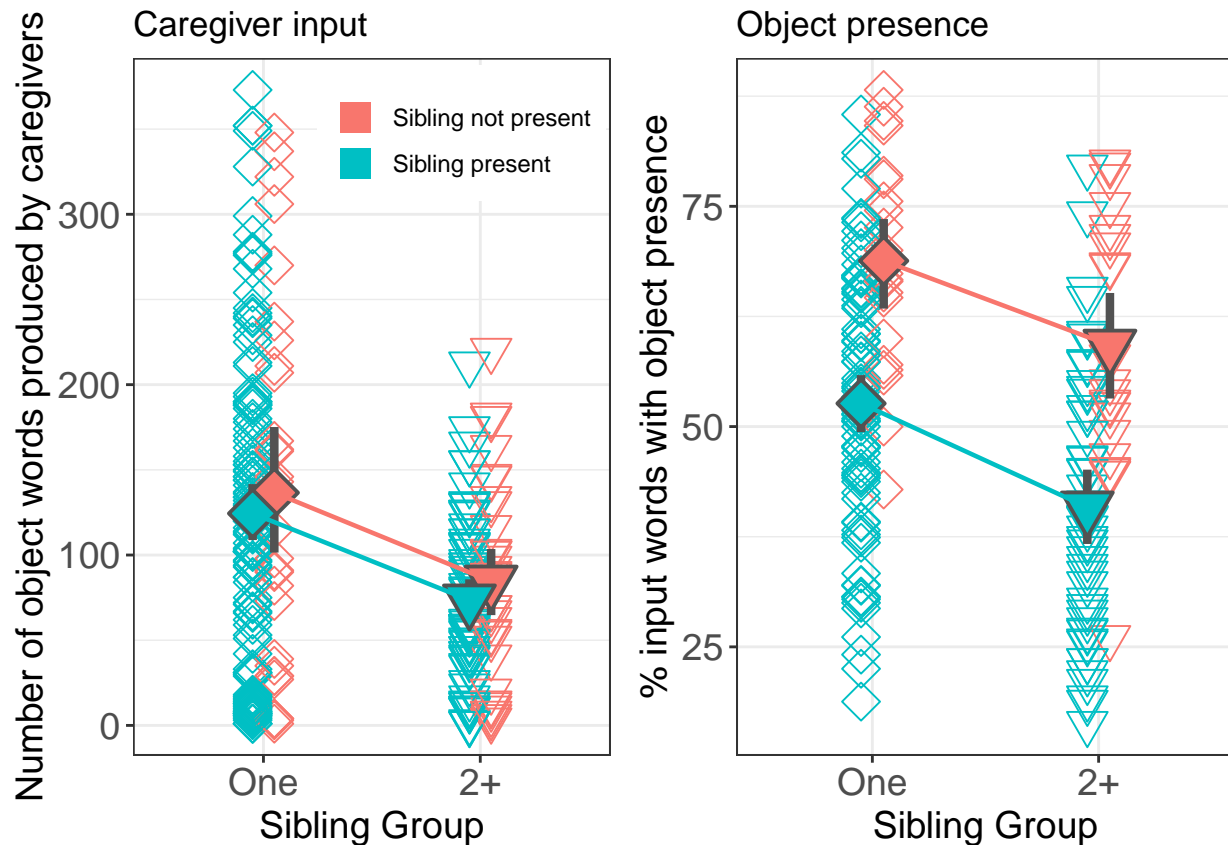 Caregiver input
Number of object words produced by caregivers
300
200
100
0
Sibling not present
Sibling present
One
2+
Sibling Group
Object presence
% input words with object presence
75
50
25
One
2+
Sibling Group